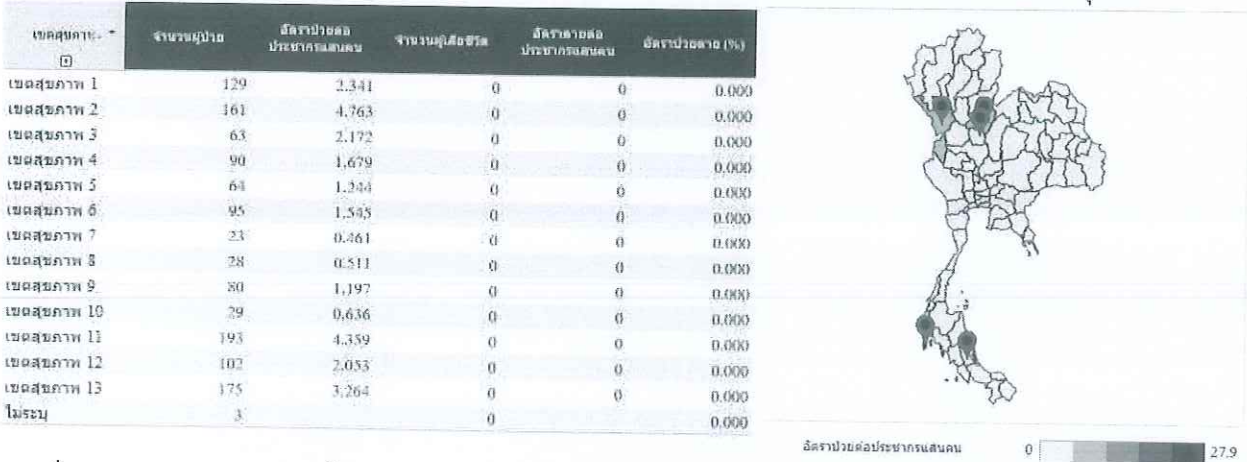 เขตสุขภาพ
จำนวนผู้ป่วย
อัตราป่วยต่อ
ประชากรแสนคน
จำนวนผู้เสียชีวิต
อัตราตายต่อ
ประชากรแสนคน
อัตราป่วยตาย (%)
เขตสุขภาพ 1 129 2.341 0 0 0.000
เขตสุขภาพ 2 161 4.763 0 0 0.000
เขตสุขภาพ 3 63 2.172 0 0 0.000
เขตสุขภาพ 4 90 1.679 0 0 0.000
เขตสุขภาพ 5 64 1.244 0 0 0.000
เขตสุขภาพ 6 95 1.545 0 0 0.000
เขตสุขภาพ 7 23 0.461 0 0 0.000
เขตสุขภาพ 8 28 0.511 0 0 0.000
เขตสุขภาพ 9 80 1.197 0 0 0.000
เขตสุขภาพ 10 29 0.636 0 0 0.000
เขตสุขภาพ 11 193 4.359 0 0 0.000
เขตสุขภาพ 12 102 2.053 0 0 0.000
เขตสุขภาพ 13 175 3.264 0 0 0.000
ไม่ระบุ 3 0 0.000
อัตราป่วยต่อประชากรแสนคน 0 27.9